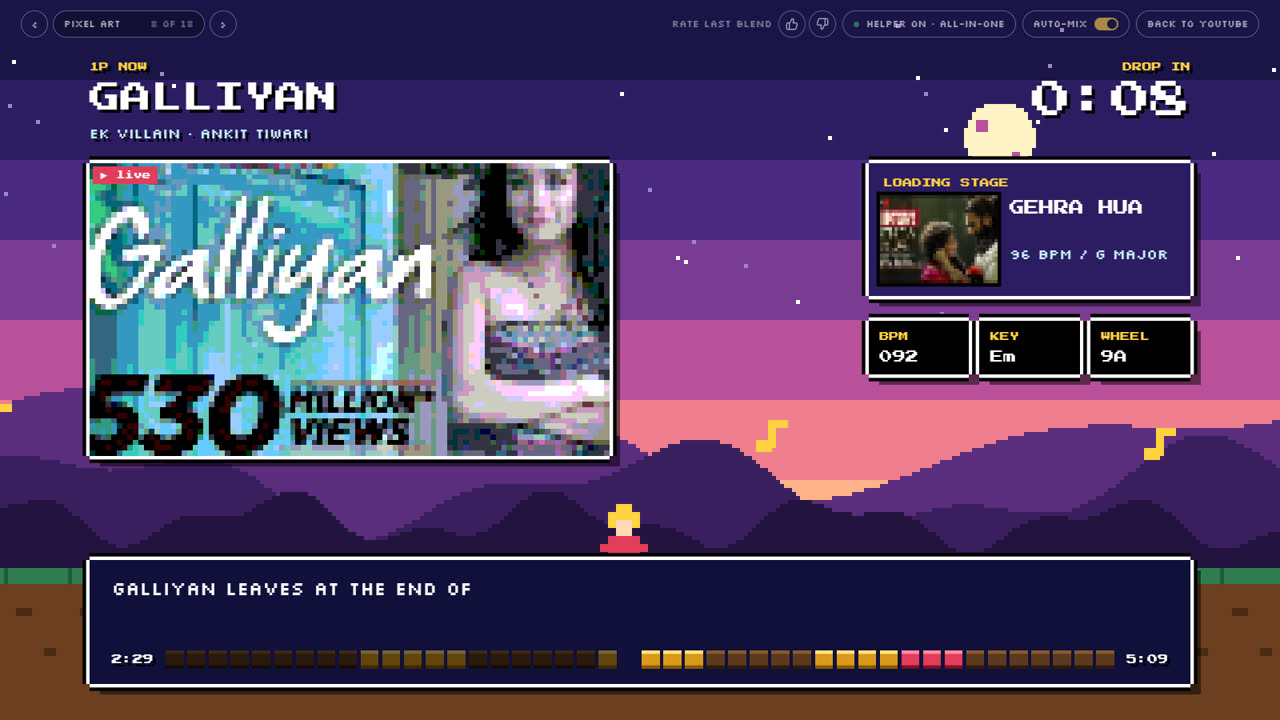 ‹ PIXEL ART 8 OF 18 ›
RATE LAST BLEND
HELPER ON · ALL-IN-ONE
AUTO-MIX
BACK TO YOUTUBE
1P NOW
GALLIYAN
EK VILLAIN · ANKIT TIWARI
DROP IN
0:08
▶ live
Galliyan
530 MILLION+
VIEWS
LOADING STAGE
GEHRA HUA
96 BPM / G MAJOR
BPM
092
KEY
Em
WHEEL
9A
GALLIYAN LEAVES AT THE END OF
2:29
5:09